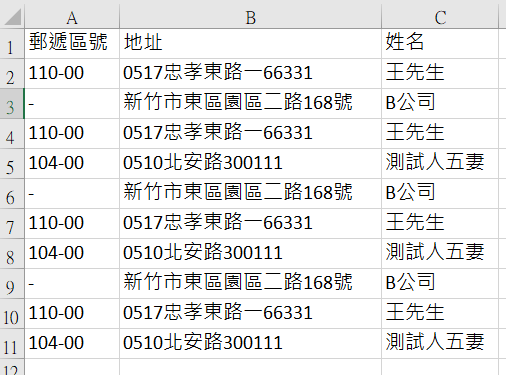 A B C
1 郵遞區號 地址 姓名
2 110-00 0517忠孝東路一66331 王先生
3 - 新竹市東區園區二路168號 B公司
4 110-00 0517忠孝東路一66331 王先生
5 104-00 0510北安路300111 測試人五妻
6 - 新竹市東區園區二路168號 B公司
7 110-00 0517忠孝東路一66331 王先生
8 104-00 0510北安路300111 測試人五妻
9 - 新竹市東區園區二路168號 B公司
10 110-00 0517忠孝東路一66331 王先生
11 104-00 0510北安路300111 測試人五妻
12